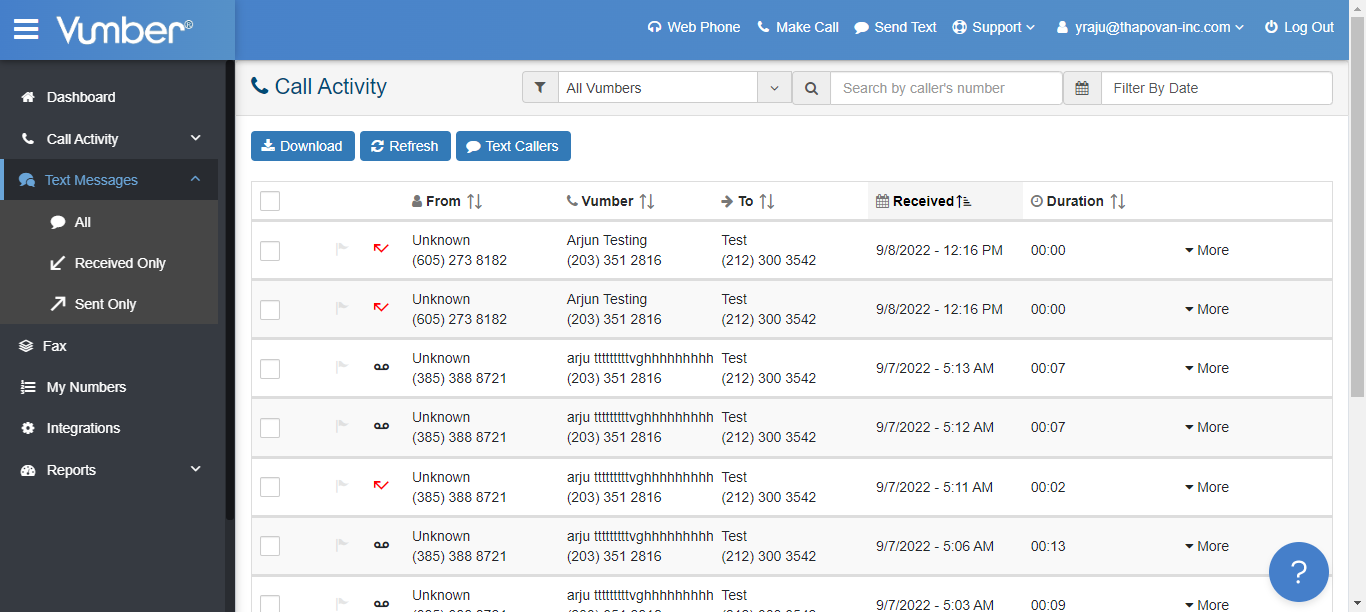 Vumber®
Web Phone Make Call Send Text Support yraju@thapovan-inc.com Log Out
Dashboard
Call Activity
Text Messages
All
Received Only
Sent Only
Fax
My Numbers
Integrations
Reports
Call Activity
All Vumbers
Search by caller's number
Filter By Date
Download Refresh Text Callers
From Vumber To Received Duration
Unknown Arjun Testing Test
(605) 273 8182 (203) 351 2816 (212) 300 3542
9/8/2022 - 12:16 PM 00:00 More
Unknown Arjun Testing Test
(605) 273 8182 (203) 351 2816 (212) 300 3542
9/8/2022 - 12:16 PM 00:00 More
Unknown arju tttttttttvghhhhhhhhh Test
(385) 388 8721 (203) 351 2816 (212) 300 3542
9/7/2022 - 5:13 AM 00:07 More
Unknown arju tttttttttvghhhhhhhhh Test
(385) 388 8721 (203) 351 2816 (212) 300 3542
9/7/2022 - 5:12 AM 00:07 More
Unknown arju tttttttttvghhhhhhhhh Test
(385) 388 8721 (203) 351 2816 (212) 300 3542
9/7/2022 - 5:11 AM 00:02 More
Unknown arju tttttttttvghhhhhhhhh Test
(385) 388 8721 (203) 351 2816 (212) 300 3542
9/7/2022 - 5:06 AM 00:13 More
Unknown arju tttttttttvghhhhhhhhh Test
9/7/2022 - 5:03 AM 00:09 More
?